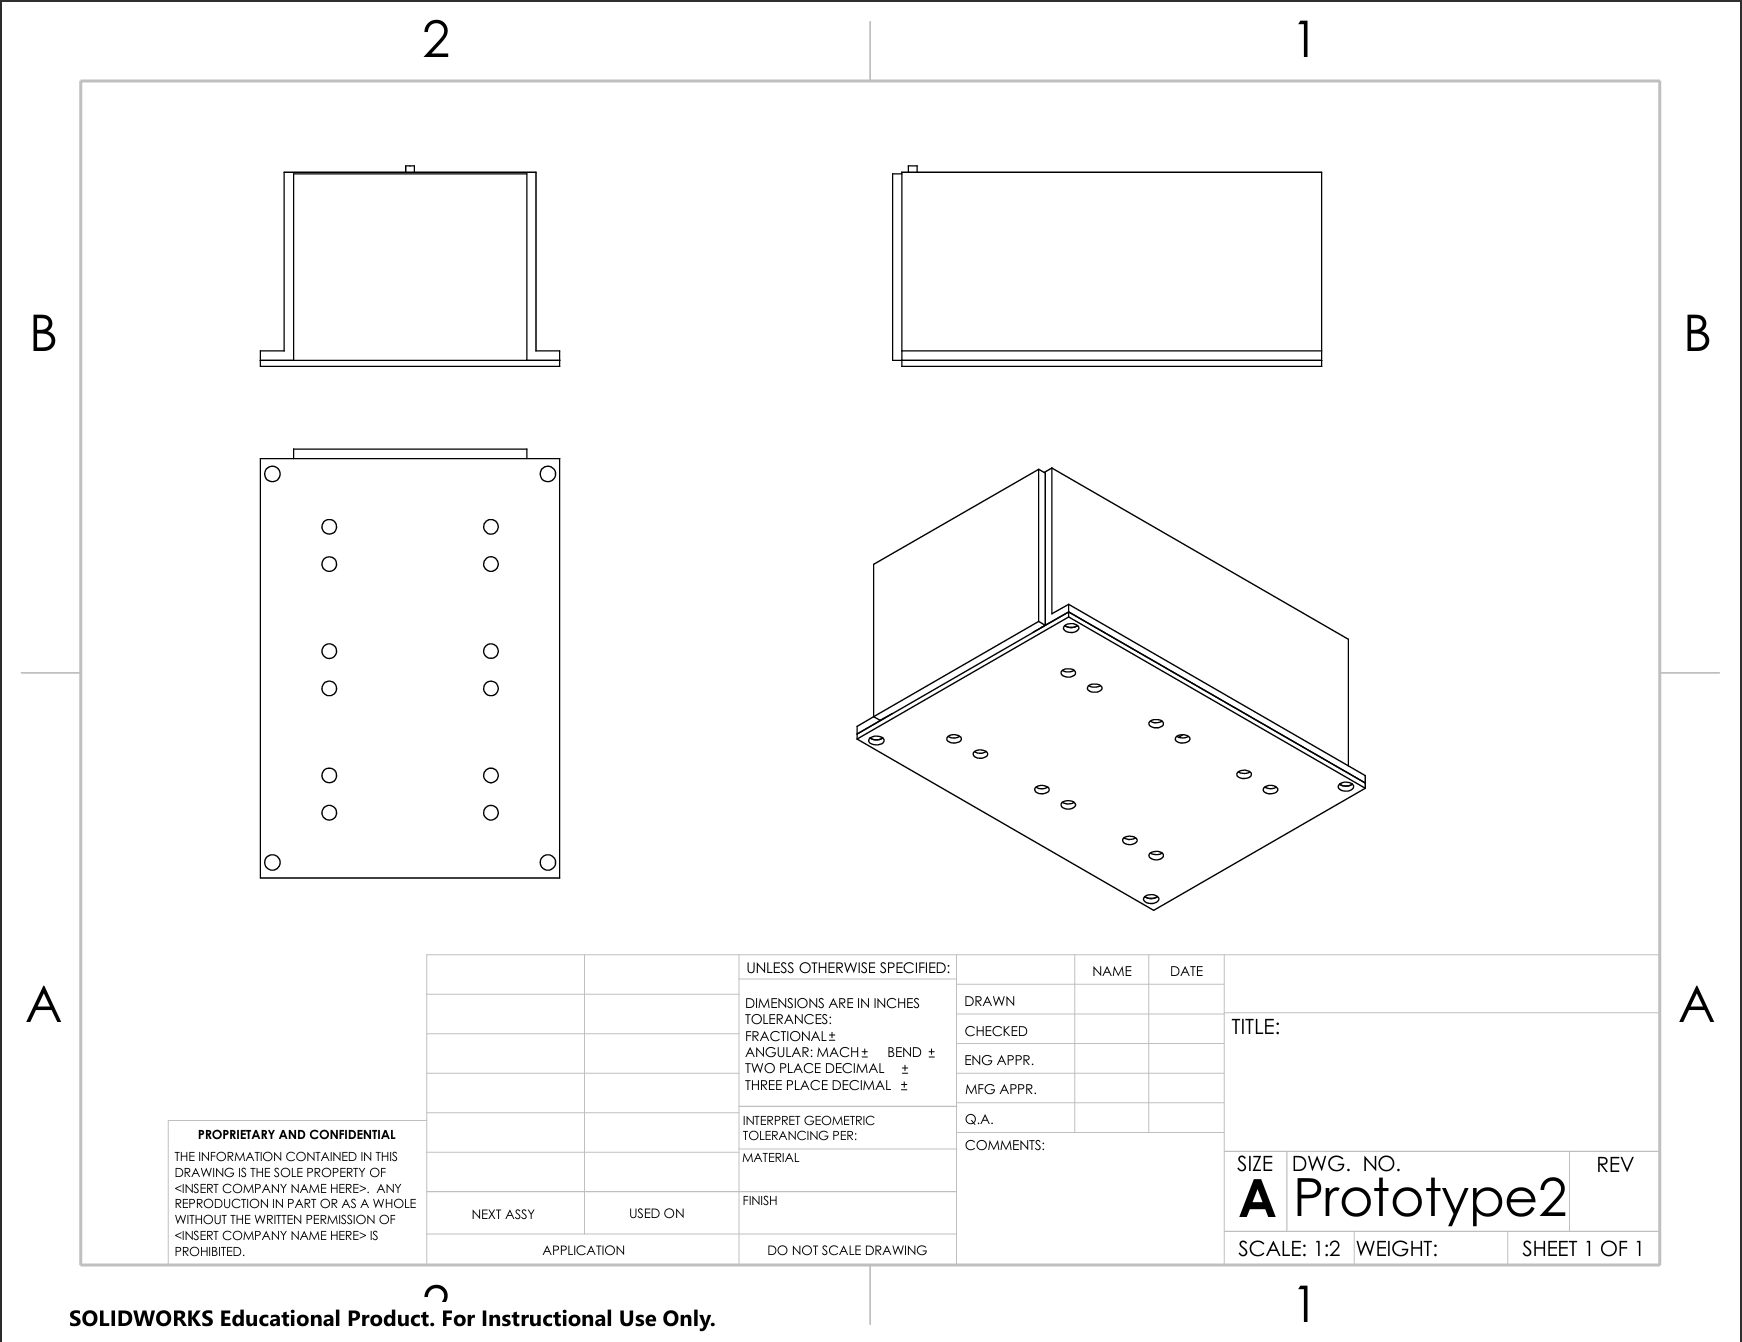 2
1
B
B
A
A
UNLESS OTHERWISE SPECIFIED:
DIMENSIONS ARE IN INCHES
TOLERANCES:
FRACTIONAL ±
ANGULAR: MACH ± BEND ±
TWO PLACE DECIMAL ±
THREE PLACE DECIMAL ±
INTERPRET GEOMETRIC
TOLERANCING PER:
MATERIAL
FINISH
DO NOT SCALE DRAWING
NAME
DATE
DRAWN
CHECKED
ENG APPR.
MFG APPR.
Q.A.
COMMENTS:
TITLE:
SIZE
A
DWG. NO.
Prototype2
REV
SCALE: 1:2
WEIGHT:
SHEET 1 OF 1
PROPRIETARY AND CONFIDENTIAL
THE INFORMATION CONTAINED IN THIS
DRAWING IS THE SOLE PROPERTY OF
<INSERT COMPANY NAME HERE>. ANY
REPRODUCTION IN PART OR AS A WHOLE
WITHOUT THE WRITTEN PERMISSION OF
<INSERT COMPANY NAME HERE> IS
PROHIBITED.
NEXT ASSY
USED ON
APPLICATION
2
1
SOLIDWORKS Educational Product. For Instructional Use Only.